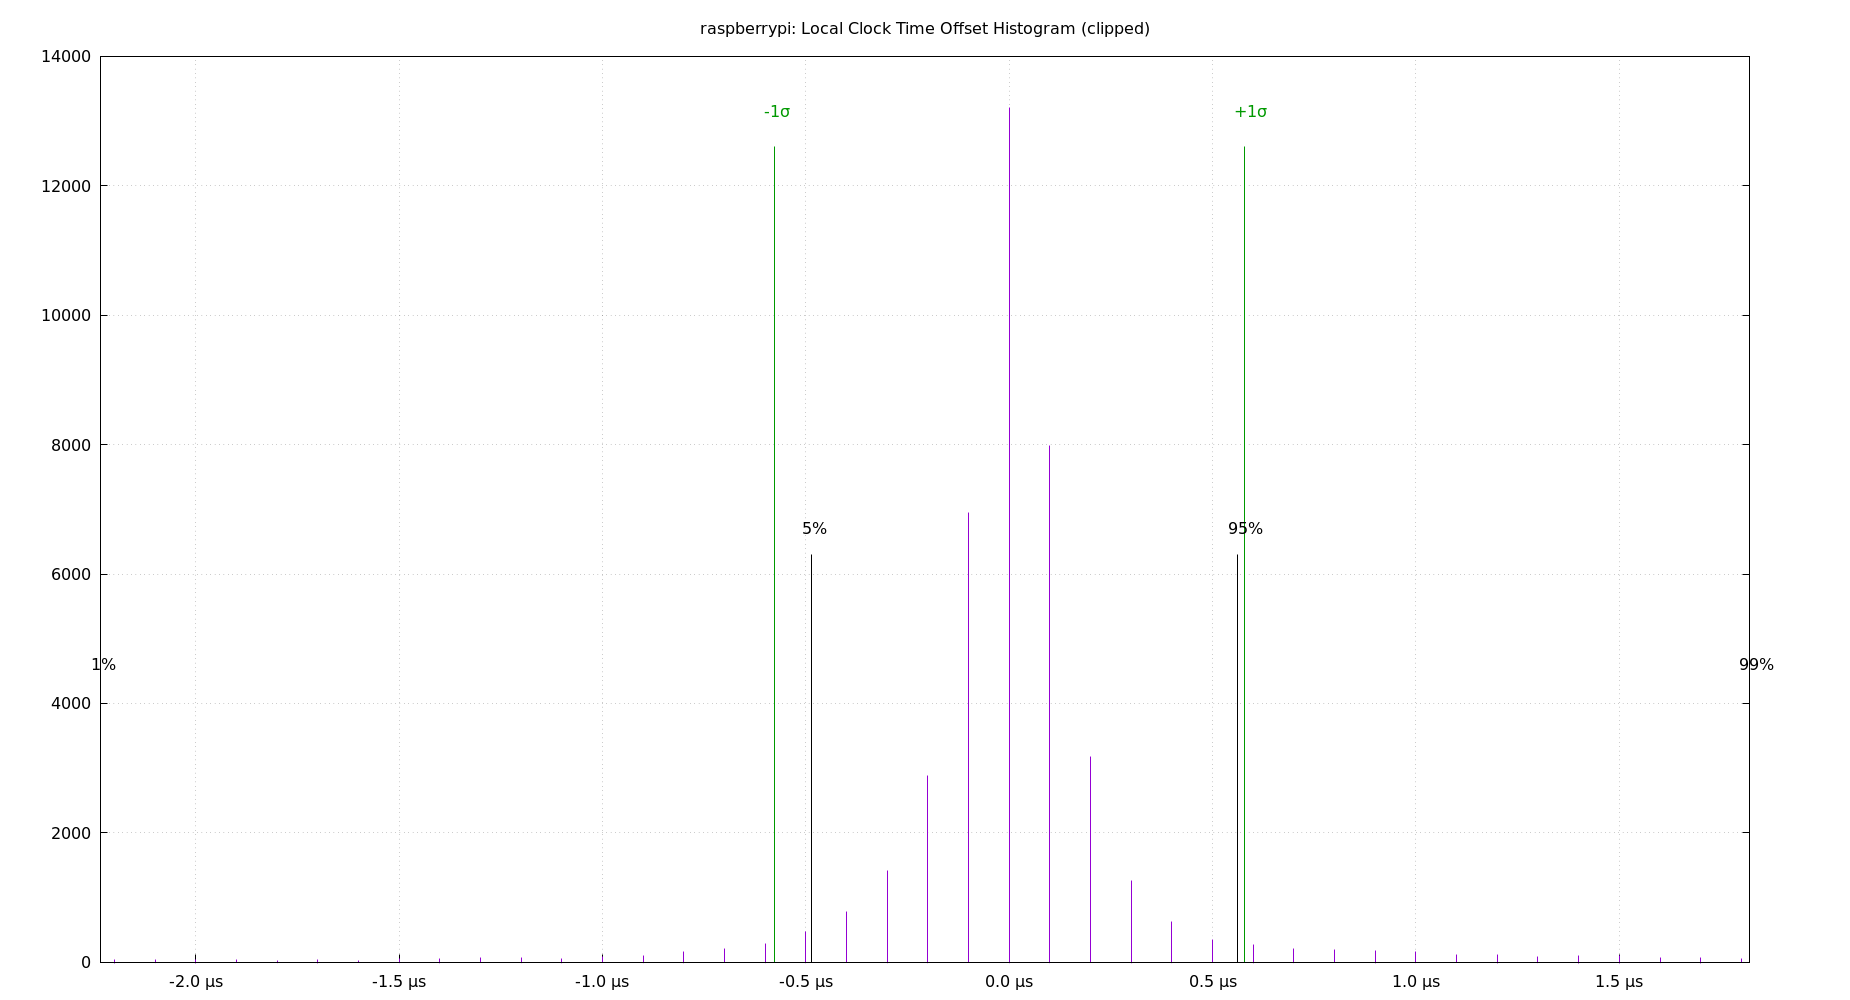 raspberrypi: Local Clock Time Offset Histogram (clipped)
14000
-1σ
+1σ
12000
10000
8000
5%
95%
6000
1%
99%
4000
2000
0
-2.0 µs
-1.5 µs
-1.0 µs
-0.5 µs
0.0 µs
0.5 µs
1.0 µs
1.5 µs